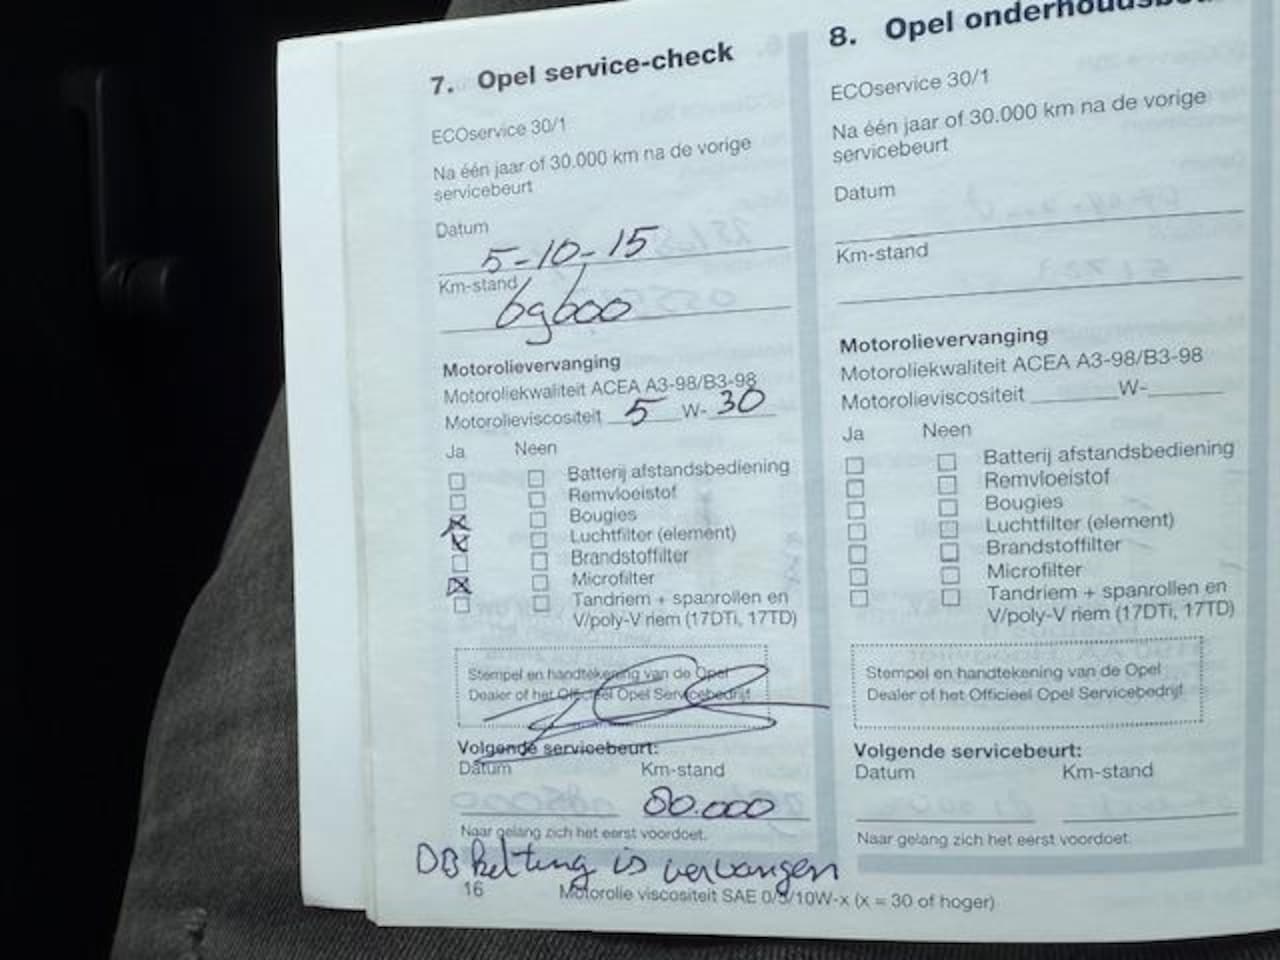 7. Opel service-check
ECOservice 30/1
Na één jaar of 30.000 km na de vorige
servicebeurt
Datum
5-10-15
Km-stand
69600
Motorolievervanging
Motoroliekwaliteit ACEA A3-98/B3-98
Motorolieviscositeit 5 W- 30
Ja Neen
Batterij afstandsbediening
Remvloeistof
Bougies
Luchtfilter (element)
Brandstoffilter
Microfilter
Tandriem + spanrollen en
V/poly-V riem (17DTi, 17TD)
Stempel en handtekening van de Opel
Dealer of het Officieel Opel Servicebedrijf
Volgende servicebeurt:
Datum Km-stand
80.000
Naar gelang zich het eerst voordoet.
DB ketting is vervangen
16
Motorolie viscositeit SAE 0/5/10W-x (x = 30 of hoger)
8. Opel
ECOservice 30/1
Na één jaar of 30.000 km na de vorige
servicebeurt
Datum
Km-stand
Motorolievervanging
Motoroliekwaliteit ACEA A3-98/B3-98
Motorolieviscositeit W-
Ja Neen
Batterij afstandsbediening
Remvloeistof
Bougies
Luchtfilter (element)
Brandstoffilter
Microfilter
Tandriem + spanrollen en
V/poly-V riem (17DTi, 17TD)
Stempel en handtekening van de Opel
Dealer of het Officieel Opel Servicebedrijf
Volgende servicebeurt:
Datum Km-stand
Naar gelang zich het eerst voordoet.